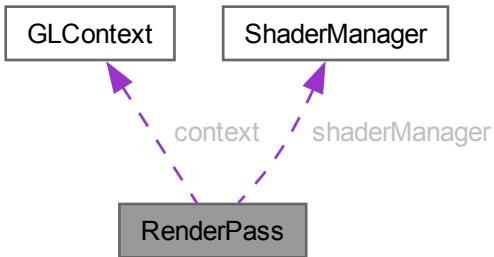 GLContext
ShaderManager
context
shaderManager
RenderPass